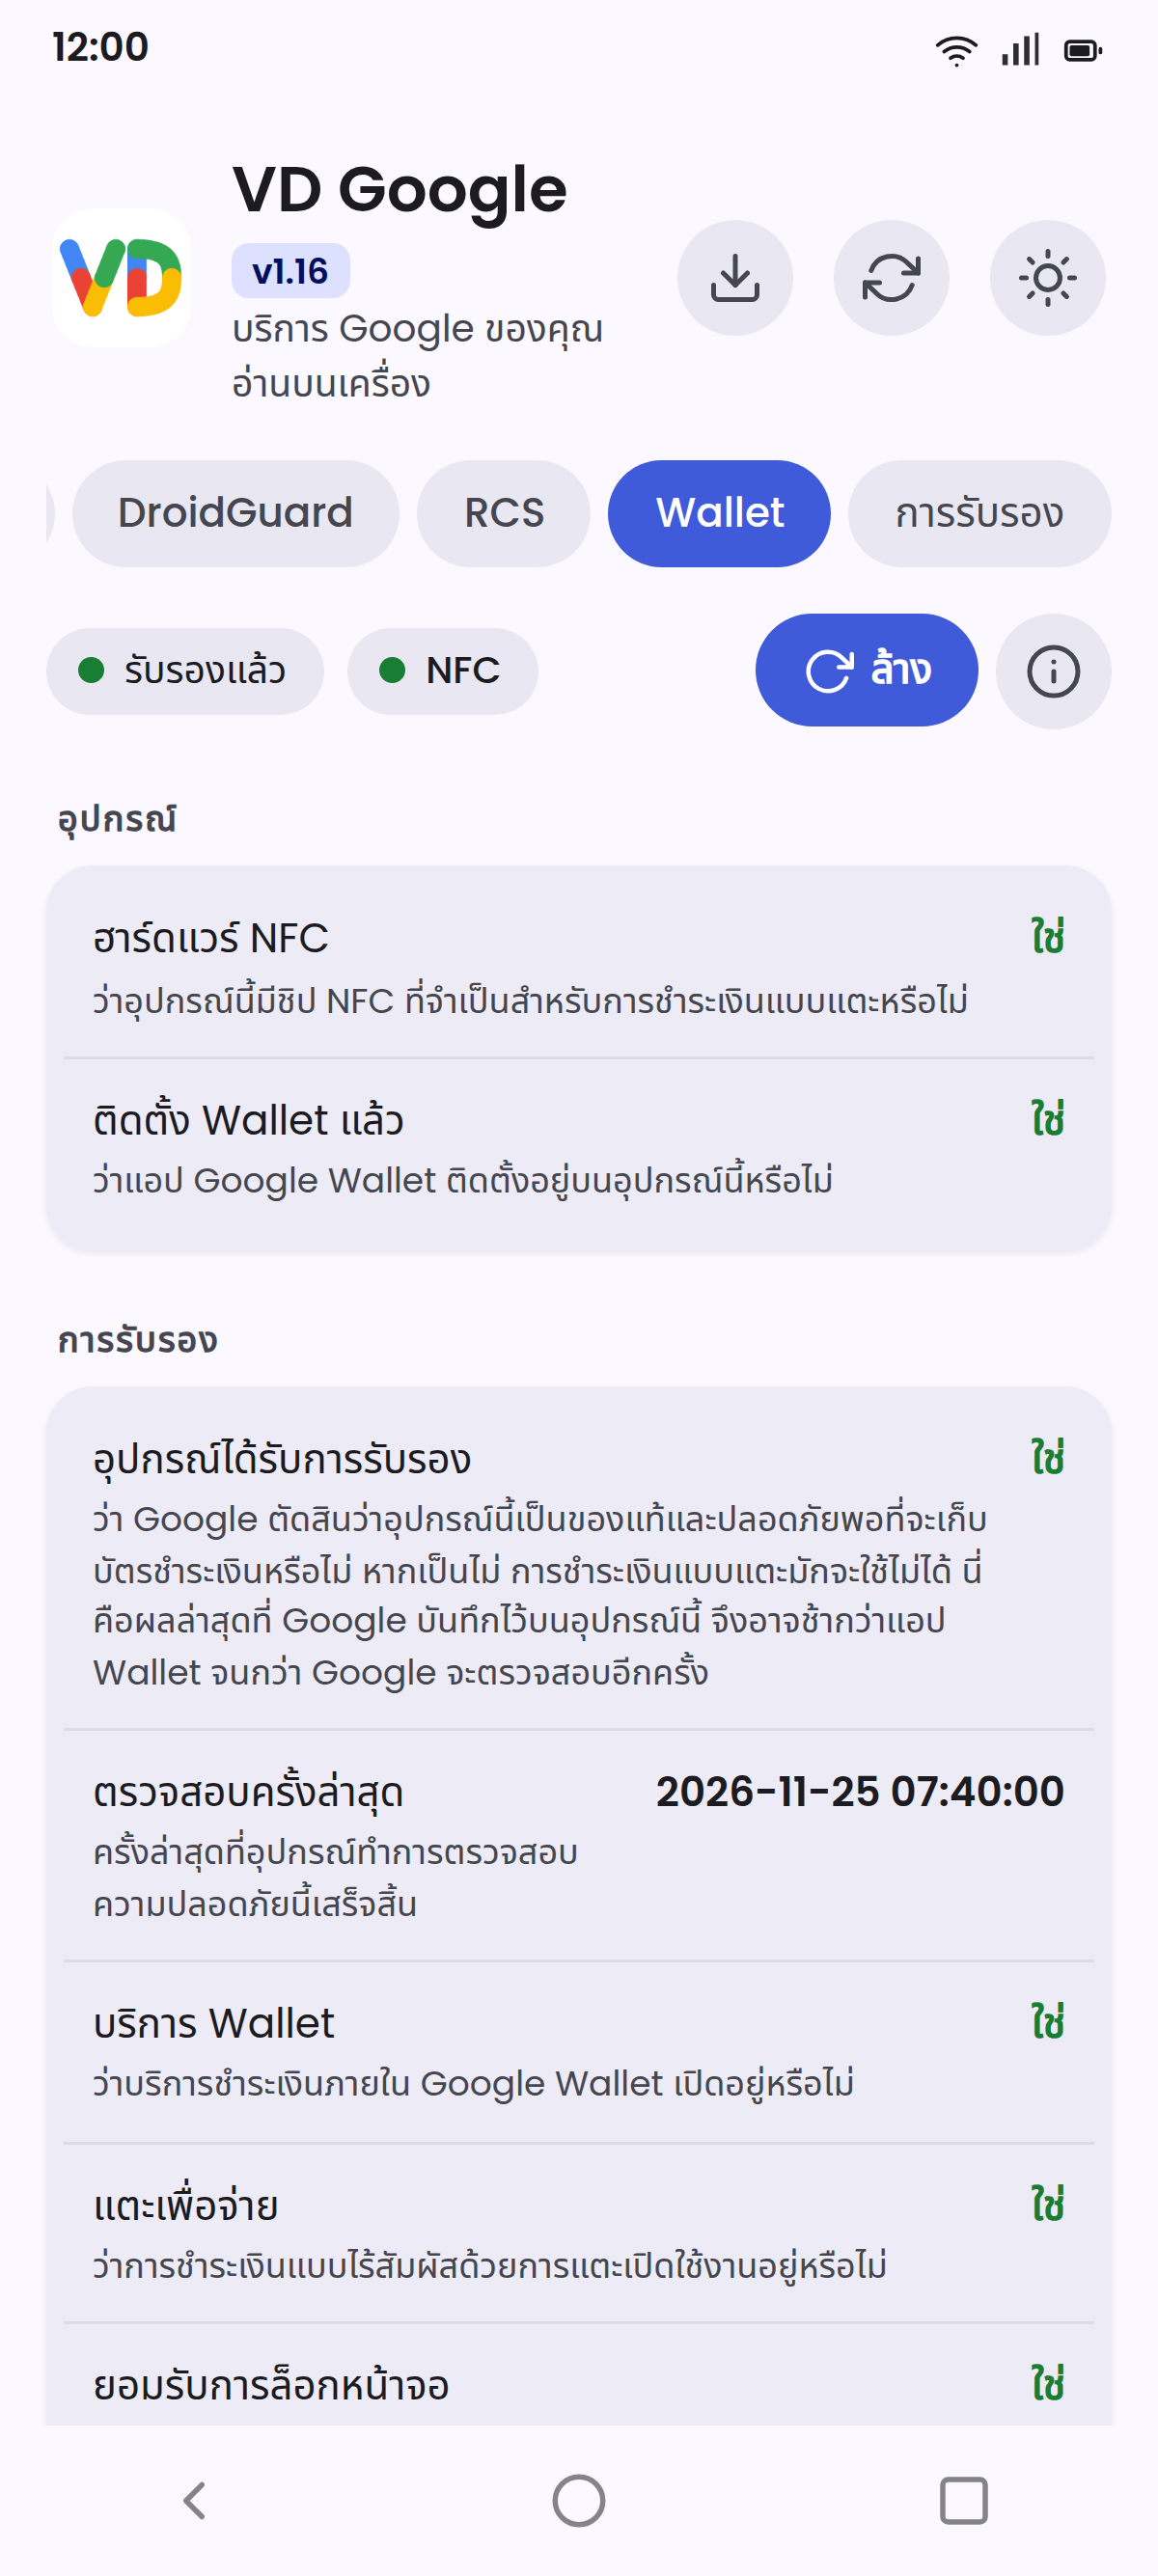 12:00
VD
VD Google
v1.16
บริการ Google ของคุณ
อ่านบนเครื่อง
DroidGuard
RCS
Wallet
การรับรอง
รับรองแล้ว
NFC
ล้าง
อุปกรณ์
ฮาร์ดแวร์ NFC
ใช่
ว่าอุปกรณ์นี้มีชิป NFC ที่จำเป็นสำหรับการชำระเงินแบบแตะหรือไม่
ติดตั้ง Wallet แล้ว
ใช่
ว่าแอป Google Wallet ติดตั้งอยู่บนอุปกรณ์นี้หรือไม่
การรับรอง
อุปกรณ์ได้รับการรับรอง
ใช่
ว่า Google ตัดสินว่าอุปกรณ์นี้เป็นของแท้และปลอดภัยพอที่จะเก็บ
บัตรชำระเงินหรือไม่ หากเป็นไม่ การชำระเงินแบบแตะมักจะใช้ไม่ได้ นี่
คือผลล่าสุดที่ Google บันทึกไว้บนอุปกรณ์นี้ จึงอาจช้ากว่าแอป
Wallet จนกว่า Google จะตรวจสอบอีกครั้ง
ตรวจสอบครั้งล่าสุด
2026-11-25 07:40:00
ครั้งล่าสุดที่อุปกรณ์ทำการตรวจสอบ
ความปลอดภัยนี้เสร็จสิ้น
บริการ Wallet
ใช่
ว่าบริการชำระเงินภายใน Google Wallet เปิดอยู่หรือไม่
แตะเพื่อจ่าย
ใช่
ว่าการชำระเงินแบบไร้สัมผัสด้วยการแตะเปิดใช้งานอยู่หรือไม่
ยอมรับการล็อกหน้าจอ
ใช่